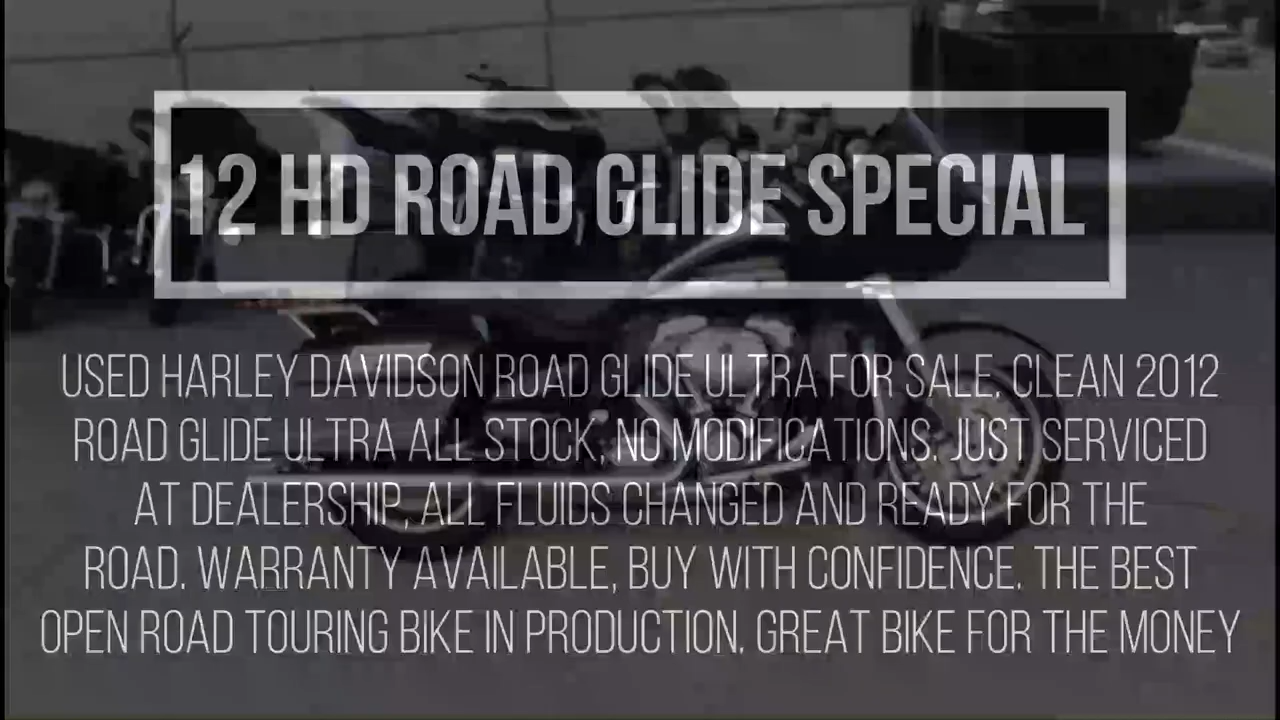 12 HD ROAD GLIDE SPECIAL
USED HARLEY DAVIDSON ROAD GLIDE ULTRA FOR SALE. CLEAN 2012
ROAD GLIDE ULTRA ALL STOCK, NO MODIFICATIONS. JUST SERVICED
AT DEALERSHIP, ALL FLUIDS CHANGED AND READY FOR THE
ROAD. WARRANTY AVAILABLE, BUY WITH CONFIDENCE. THE BEST
OPEN ROAD TOURING BIKE IN PRODUCTION. GREAT BIKE FOR THE MONEY